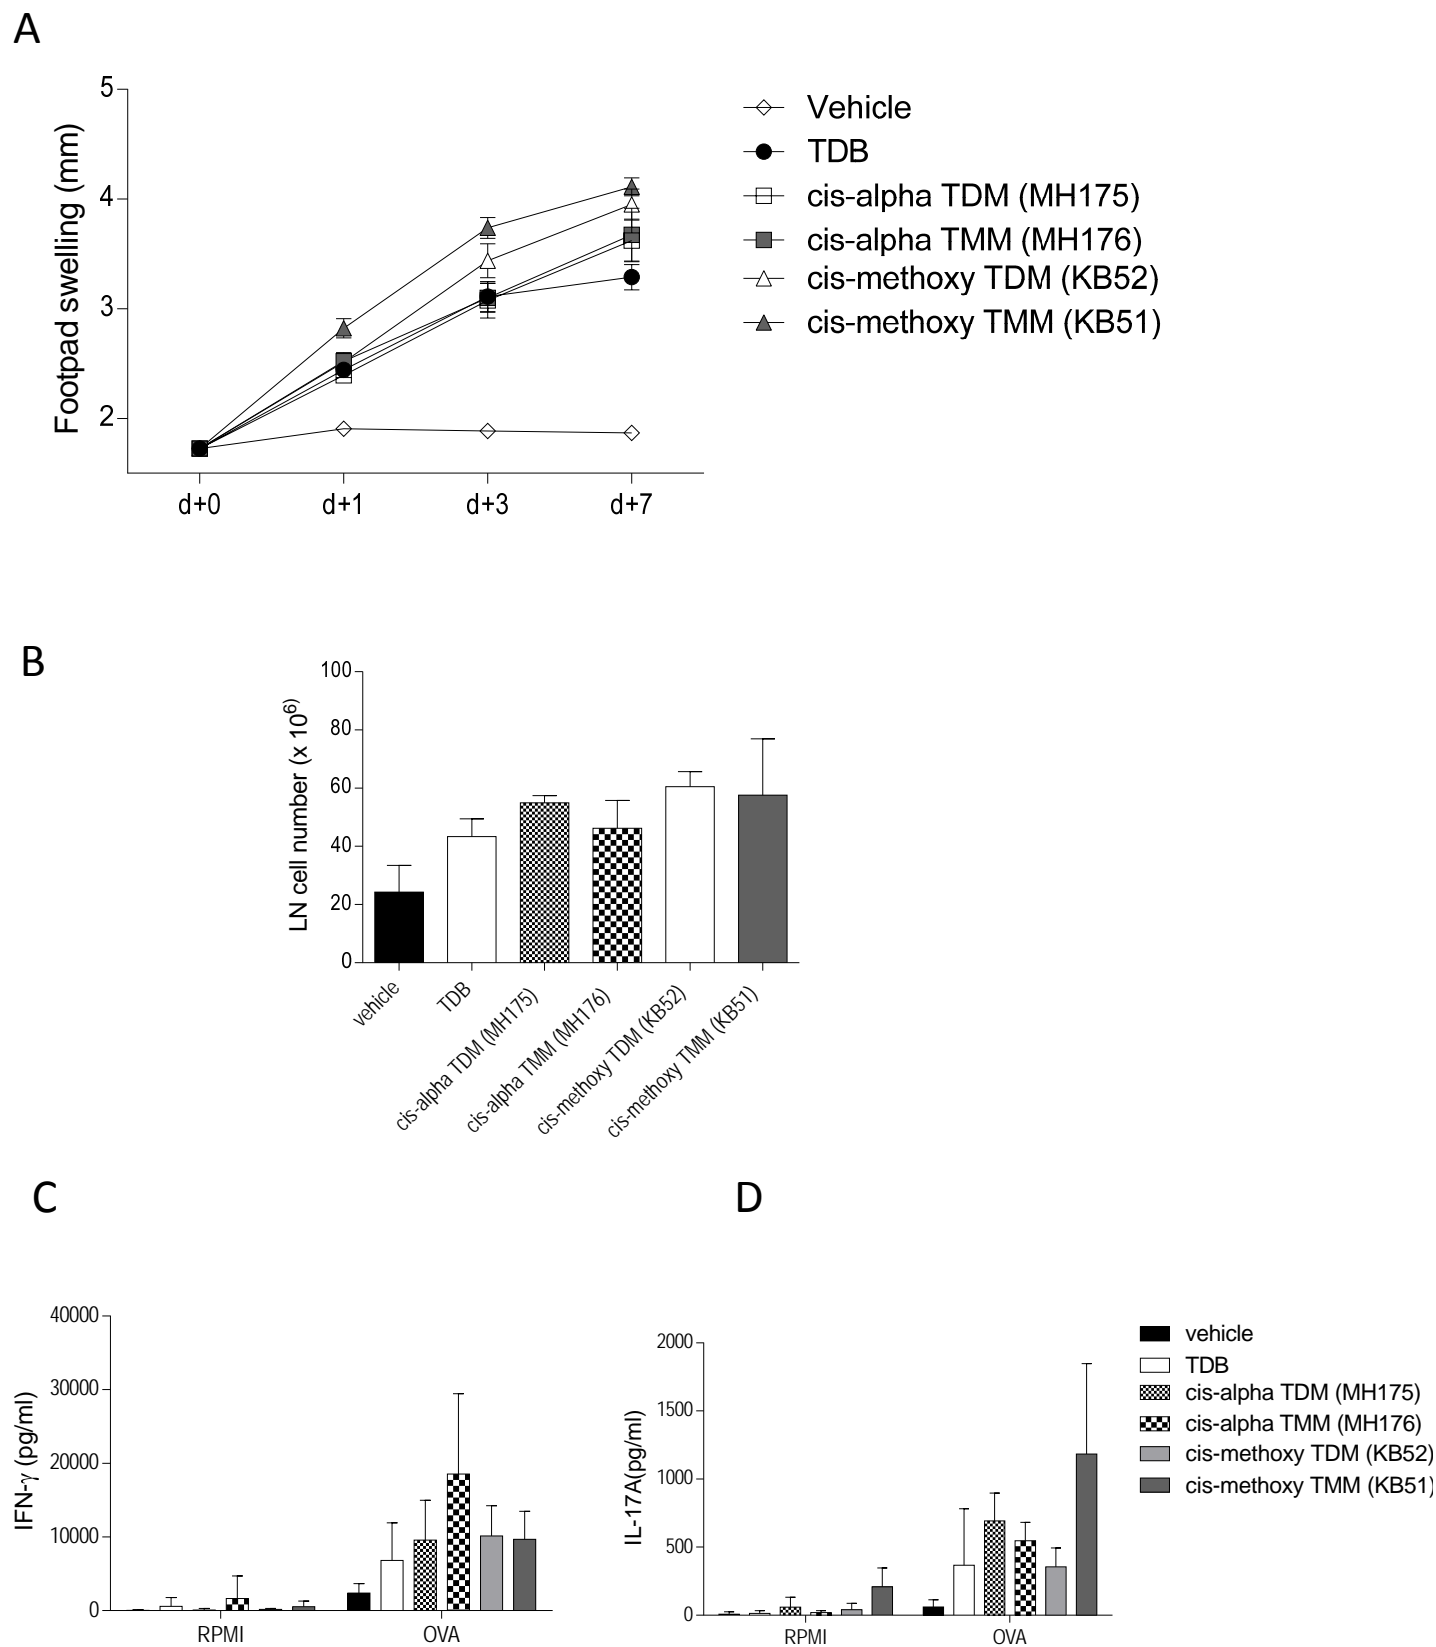 A
5
4
3
2
Footpad swelling (mm)
d+0 d+1 d+3 d+7
Vehicle
TDB
cis-alpha TDM (MH175)
cis-alpha TMM (MH176)
cis-methoxy TDM (KB52)
cis-methoxy TMM (KB51)
B
100
80
60
40
20
0
LN cell number (x 10⁶)
vehicle
TDB
cis-alpha TDM (MH175)
cis-alpha TMM (MH176)
cis-methoxy TDM (KB52)
cis-methoxy TMM (KB51)
C
40000
30000
20000
10000
0
IFN-γ (pg/ml)
RPMI OVA
D
2000
1500
1000
500
0
IL-17A(pg/ml)
RPMI OVA
vehicle
TDB
cis-alpha TDM (MH175)
cis-alpha TMM (MH176)
cis-methoxy TDM (KB52)
cis-methoxy TMM (KB51)